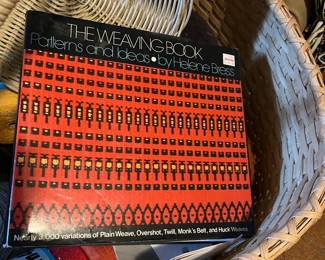 THE WEAVING BOOK
Patterns and Ideas • by Helene Bress
Nearly 3,000 variations of Plain Weave, Overshot, Twill, Monk's Belt, and Huck Weaves